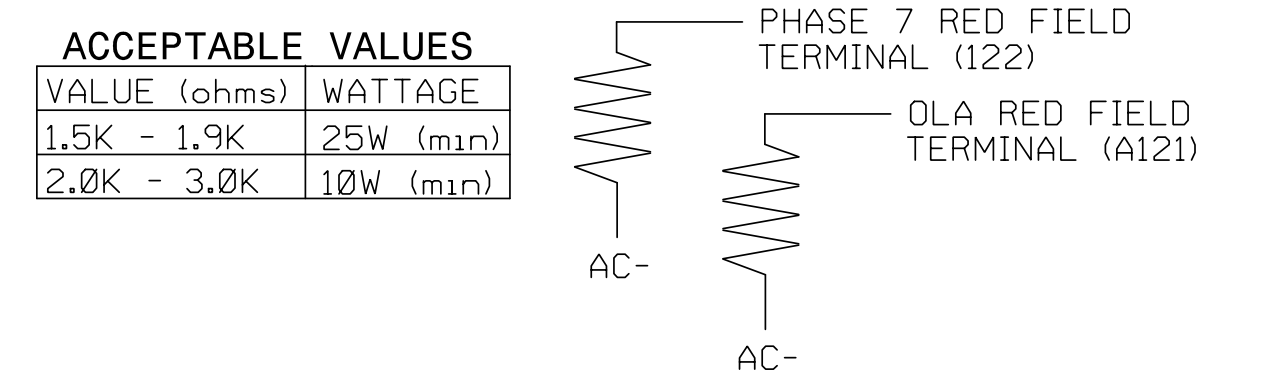 ACCEPTABLE VALUES
VALUE (ohms) WATTAGE
1.5K - 1.9K 25W (min)
2.0K - 3.0K 10W (min)
PHASE 7 RED FIELD
TERMINAL (122)
AC-
OLA RED FIELD
TERMINAL (A121)
AC-